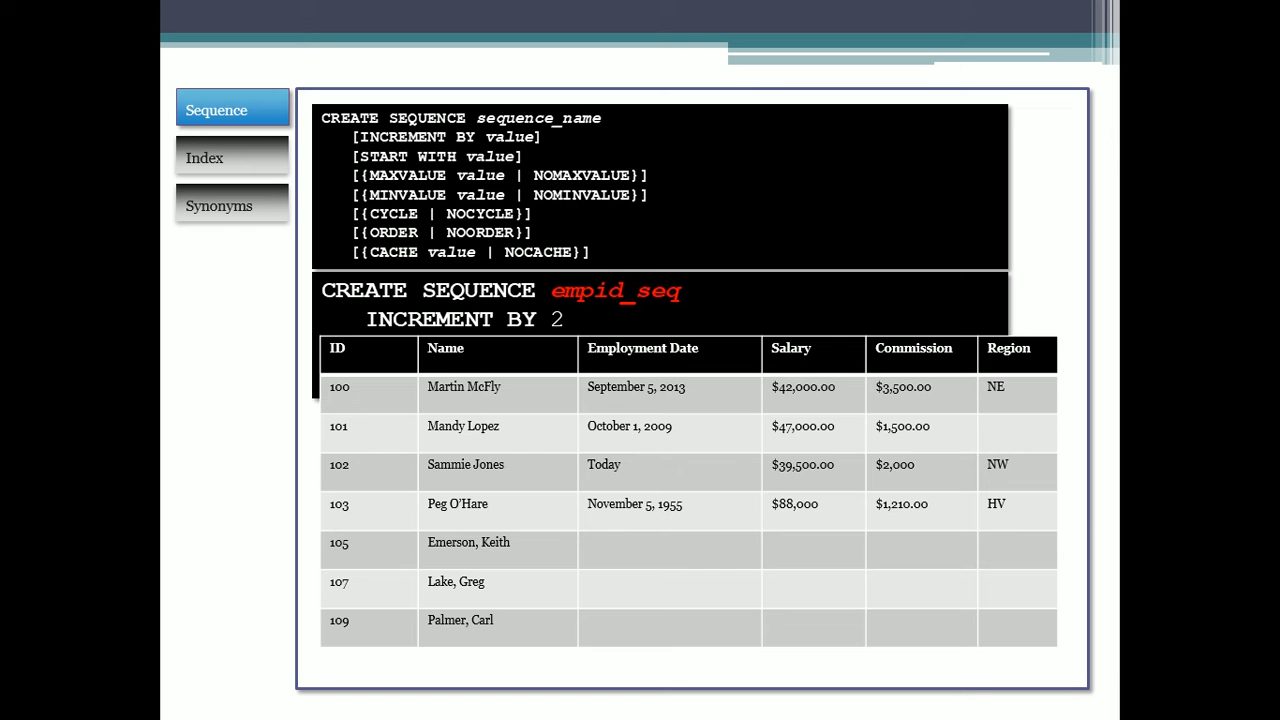 Sequence
Index
Synonyms
CREATE SEQUENCE sequence_name
[INCREMENT BY value]
[START WITH value]
[{MAXVALUE value | NOMAXVALUE}]
[{MINVALUE value | NOMINVALUE}]
[{CYCLE | NOCYCLE}]
[{ORDER | NOORDER}]
[{CACHE value | NOCACHE}]
CREATE SEQUENCE empid_seq
INCREMENT BY 2
ID Name Employment Date Salary Commission Region
100 Martin McFly September 5, 2013 $42,000.00 $3,500.00 NE
101 Mandy Lopez October 1, 2009 $47,000.00 $1,500.00
102 Sammie Jones Today $39,500.00 $2,000 NW
103 Peg O’Hare November 5, 1955 $88,000 $1,210.00 HV
105 Emerson, Keith
107 Lake, Greg
109 Palmer, Carl